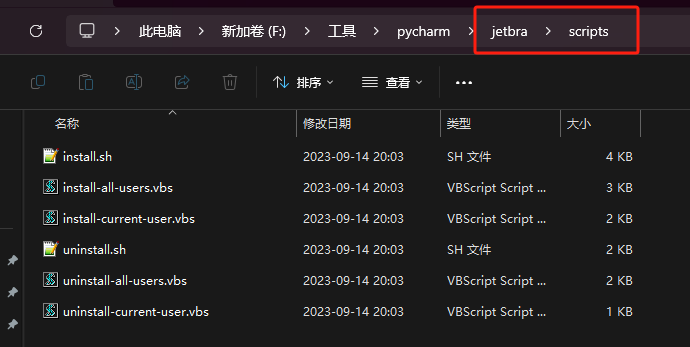 此电脑 > 新加卷 (F:) > 工具 > pycharm > jetbra > scripts
排序 查看 •••
名称 修改日期 类型 大小
install.sh 2023-09-14 20:03 SH 文件 4 KB
install-all-users.vbs 2023-09-14 20:03 VBScript Script ... 3 KB
install-current-user.vbs 2023-09-14 20:03 VBScript Script ... 2 KB
uninstall.sh 2023-09-14 20:03 SH 文件 2 KB
uninstall-all-users.vbs 2023-09-14 20:03 VBScript Script ... 2 KB
uninstall-current-user.vbs 2023-09-14 20:03 VBScript Script ... 1 KB